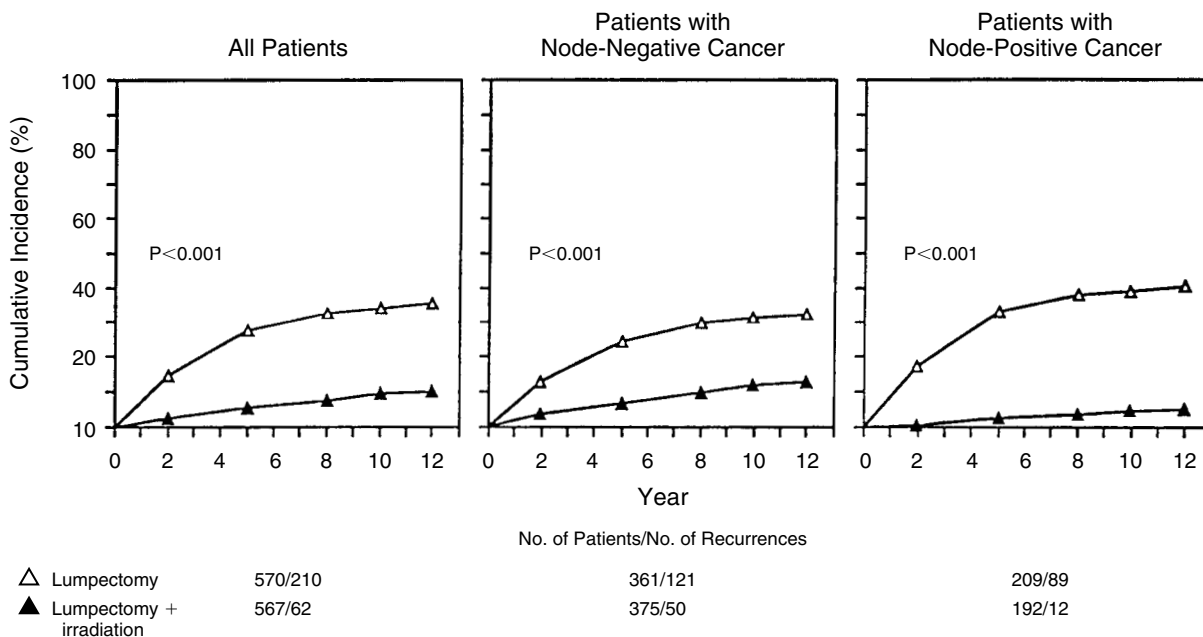 All Patients
Patients with
Node-Negative Cancer
Patients with
Node-Positive Cancer
Cumulative Incidence (%)
100
80
60
40
20
10
P<0.001
P<0.001
P<0.001
0 2 4 6 8 10 12
0 2 4 6 8 10 12
0 2 4 6 8 10 12
Year
No. of Patients/No. of Recurrences
Lumpectomy 570/210 361/121 209/89
Lumpectomy + 567/62 375/50 192/12
irradiation